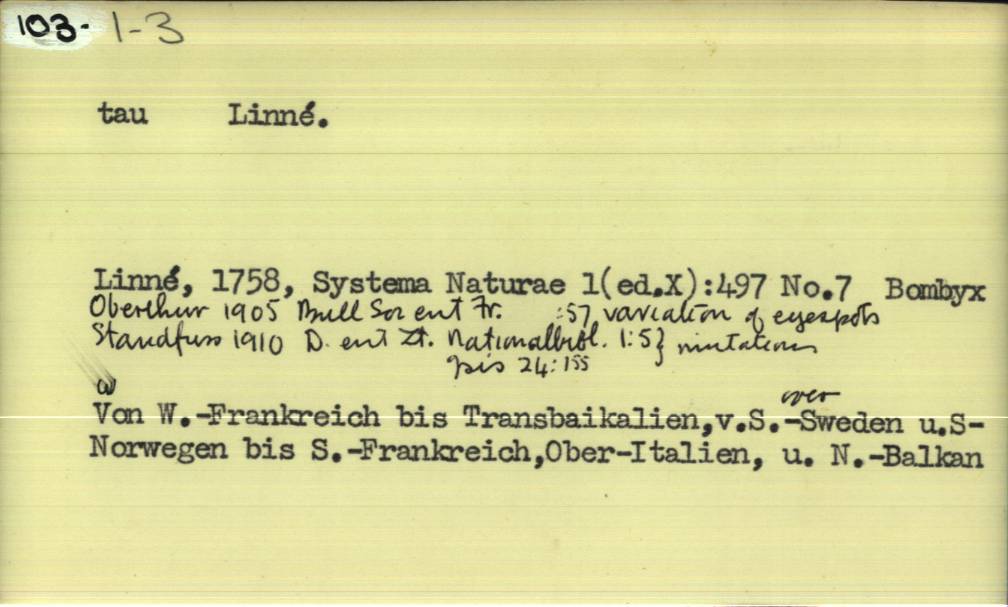 103. 1-3
tau Linné.
Linné, 1758, Systema Naturae 1(ed.X):497 No.7 Bombyx
Oberthur 1905 Bull Soc ent Fr. :57 variation of eyespots
Standfuss 1910 D. ent Zt. Nationalbibl. 1:5} mutations
24:155
over
Von W.-Frankreich bis Transbaikalien,v.S.-Sweden u.S-
Norwegen bis S.-Frankreich,Ober-Italien, u. N.-Balkan